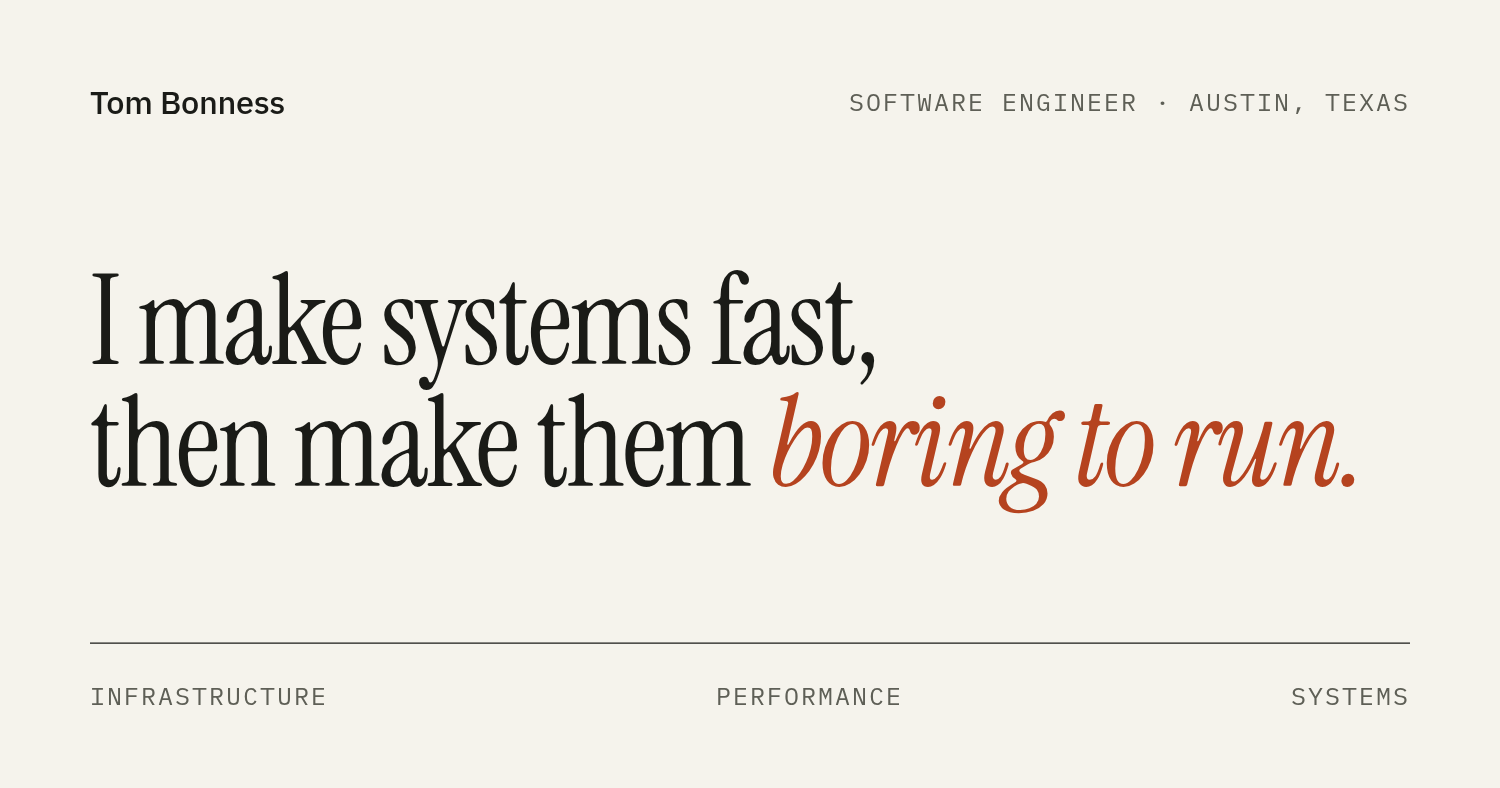 Tom Bonness
SOFTWARE ENGINEER · AUSTIN, TEXAS
I make systems fast,
then make them boring to run.
INFRASTRUCTURE
PERFORMANCE
SYSTEMS